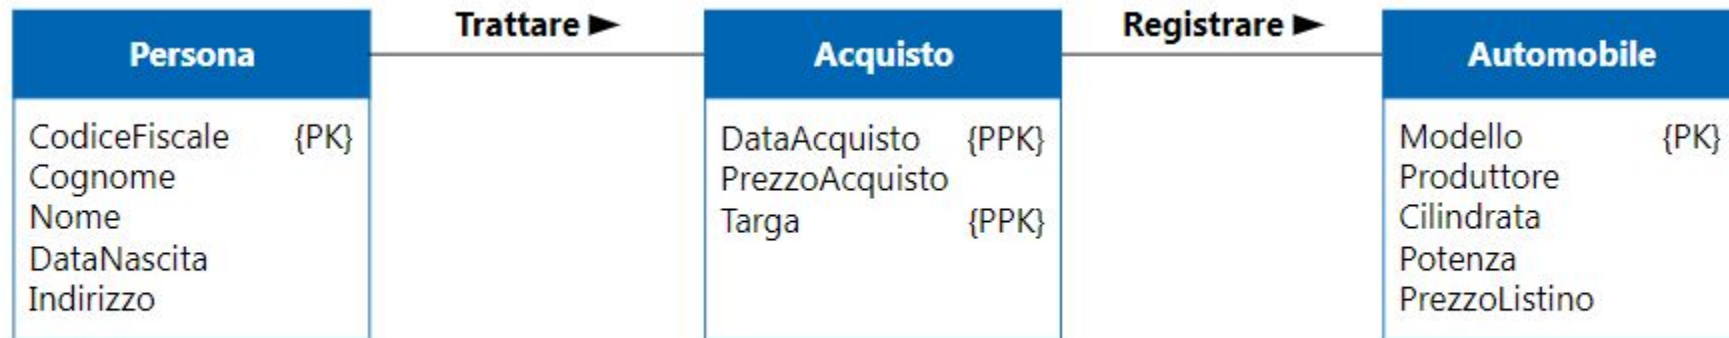 Trattare ►
Registrare ►
Persona
Acquisto
Automobile
CodiceFiscale {PK}
Cognome
Nome
DataNascita
Indirizzo
DataAcquisto {PPK}
PrezzoAcquisto
Targa {PPK}
Modello {PK}
Produttore
Cilindrata
Potenza
PrezzoListino